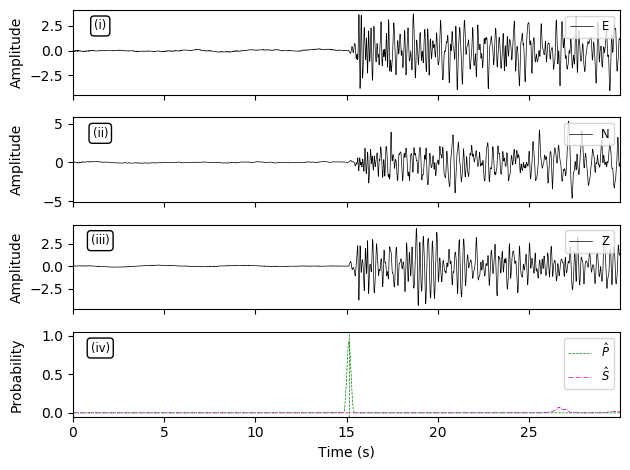 Amplitude
2.5
0.0
−2.5
(i)
E
Amplitude
5
0
−5
(ii)
N
Amplitude
2.5
0.0
−2.5
(iii)
Z
Probability
1.0
0.5
0.0
(iv)
P̂
Ŝ
0 5 10 15 20 25
Time (s)